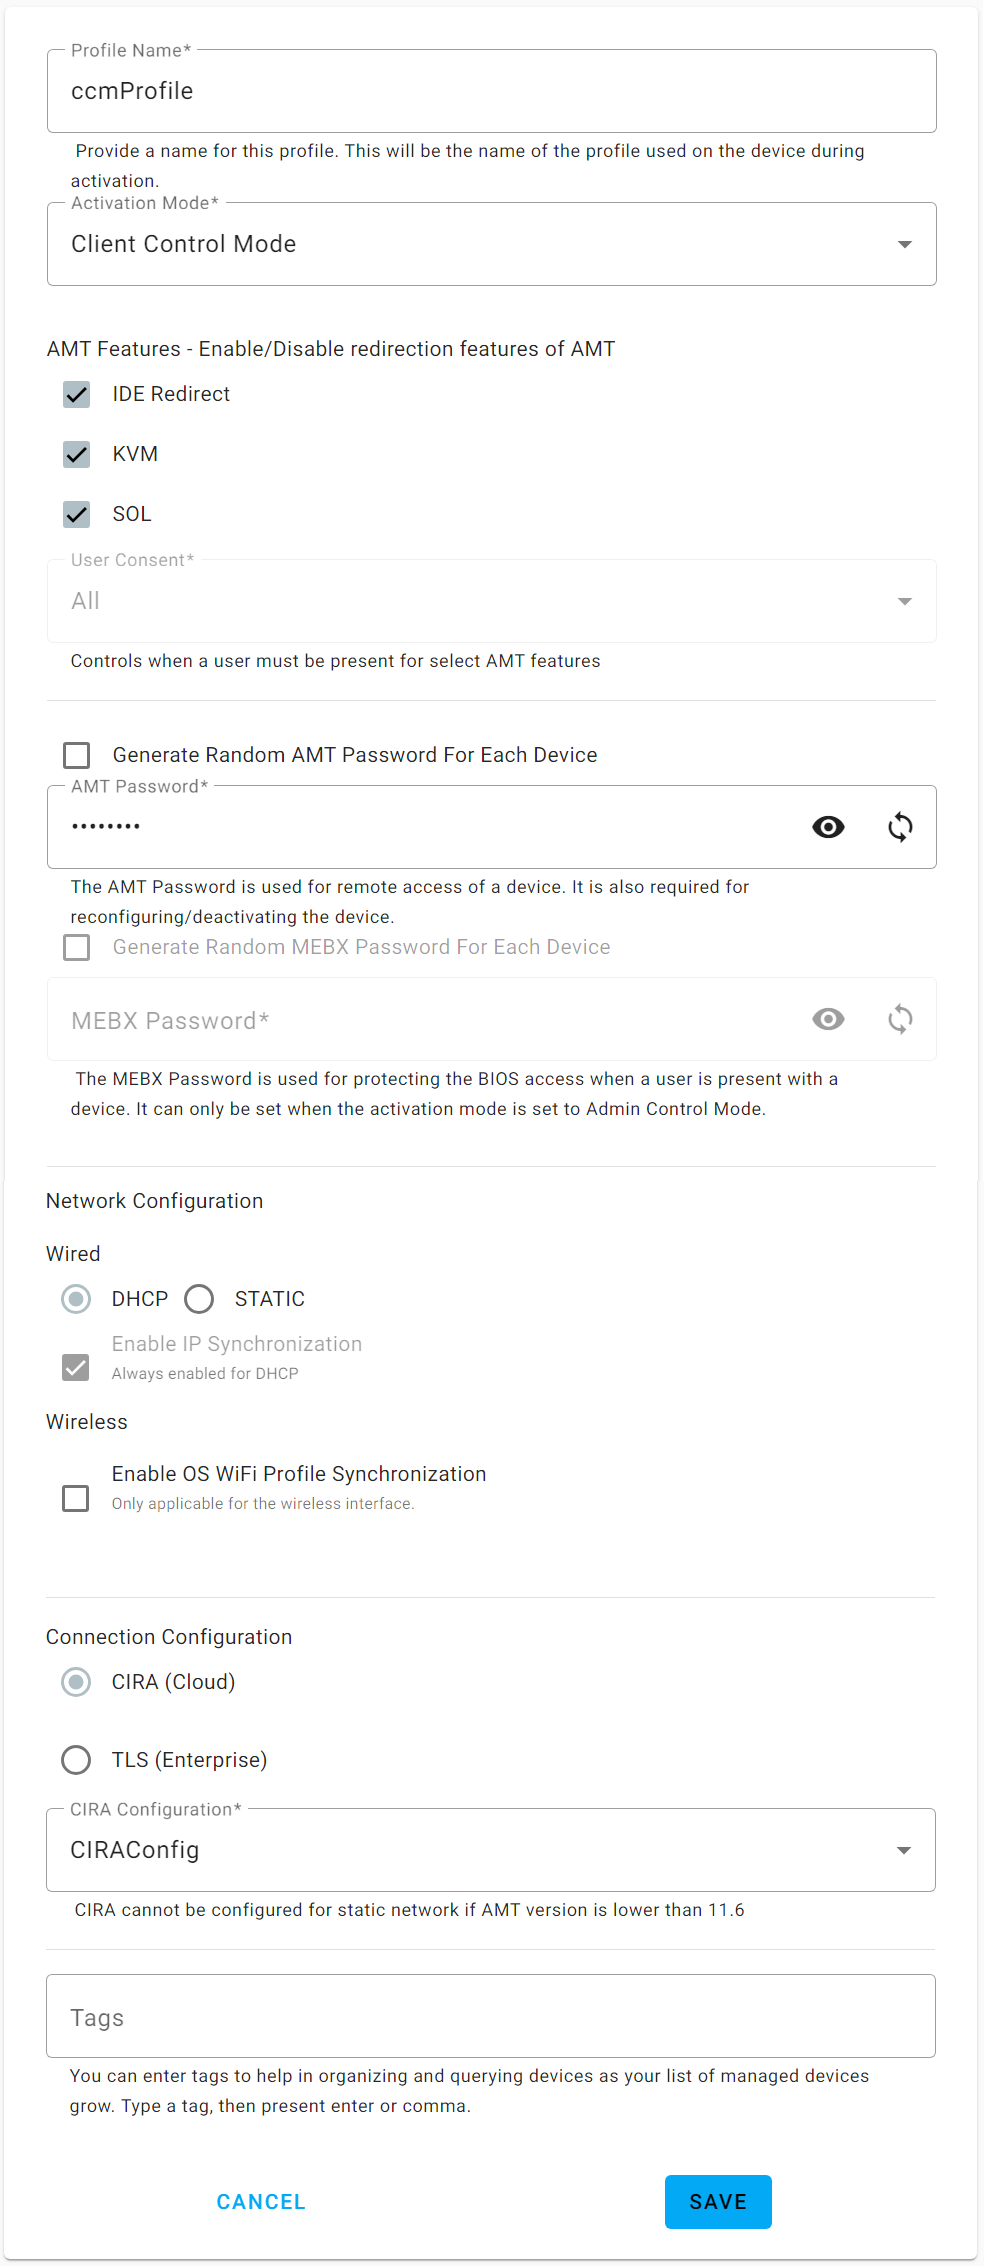 Profile Name*
ccmProfile
Provide a name for this profile. This will be the name of the profile used on the device during
activation.
Activation Mode*
Client Control Mode
AMT Features - Enable/Disable redirection features of AMT
IDE Redirect
KVM
SOL
User Consent*
All
Controls when a user must be present for select AMT features
Generate Random AMT Password For Each Device
AMT Password*
••••••••
The AMT Password is used for remote access of a device. It is also required for
reconfiguring/deactivating the device.
Generate Random MEBX Password For Each Device
MEBX Password*
The MEBX Password is used for protecting the BIOS access when a user is present with a
device. It can only be set when the activation mode is set to Admin Control Mode.
Network Configuration
Wired
DHCP STATIC
Enable IP Synchronization
Always enabled for DHCP
Wireless
Enable OS WiFi Profile Synchronization
Only applicable for the wireless interface.
Connection Configuration
CIRA (Cloud)
TLS (Enterprise)
CIRA Configuration*
CIRAConfig
CIRA cannot be configured for static network if AMT version is lower than 11.6
Tags
You can enter tags to help in organizing and querying devices as your list of managed devices
grow. Type a tag, then present enter or comma.
CANCEL SAVE